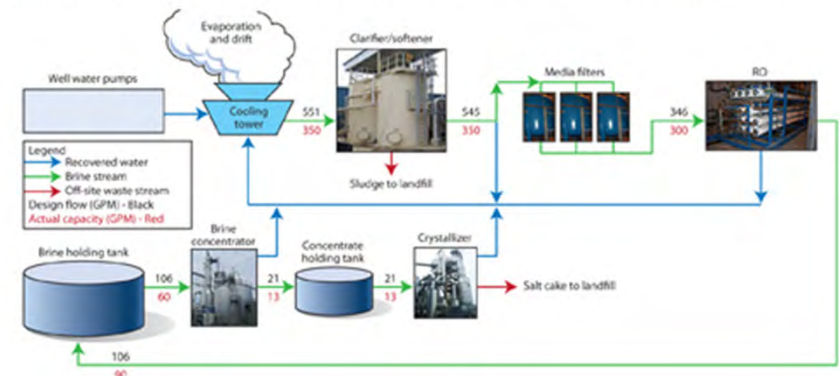 Evaporation
and drift
Clarifier/softener
Well water pumps
Media filters
RO
Cooling
tower
551
350
545
350
346
300
Legend
Recovered water
Brine stream
Off-site waste stream
Design flow (GPM) - Black
Actual capacity (GPM) - Red
Sludge to landfill
Brine
concentrator
Concentrate
holding tank
Crystallizer
Brine holding tank
106
60
21
13
21
13
Salt cake to landfill
106
90